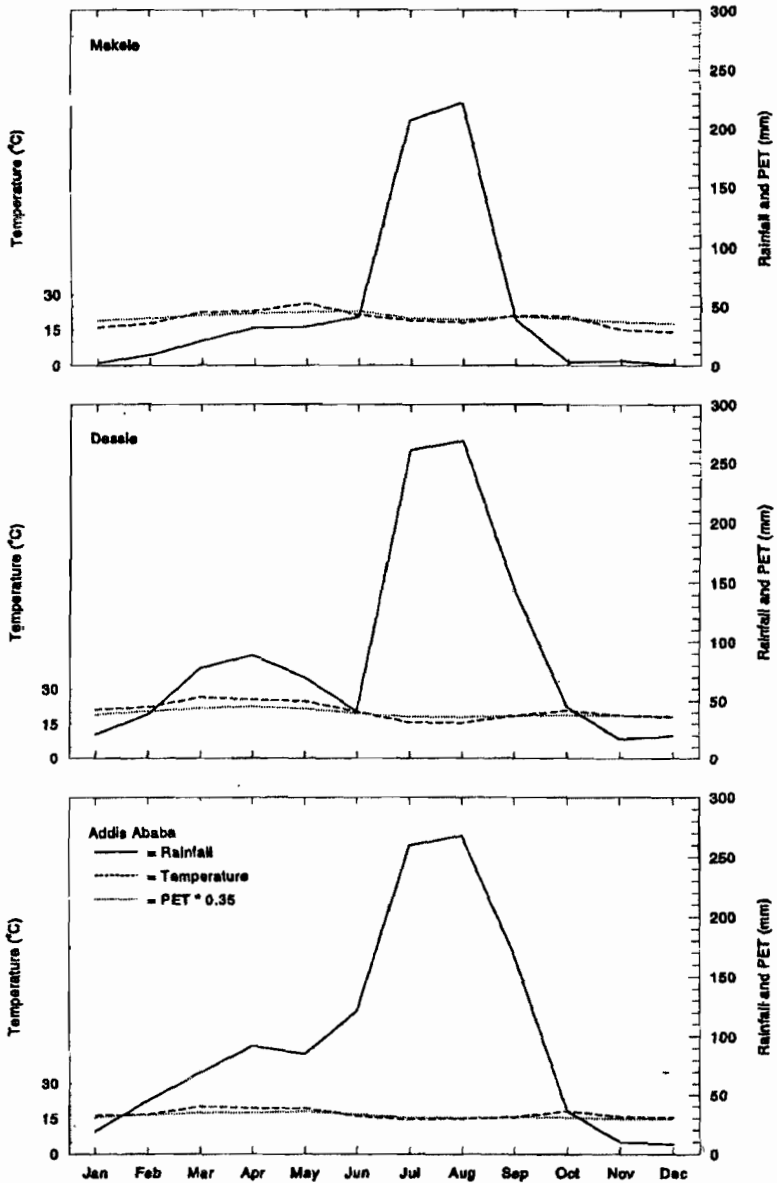 Mekele
Temperature (°C)
30
15
0
300
250
200
150
100
50
0
Rainfall and PET (mm)
Dessie
Temperature (°C)
30
15
0
300
250
200
150
100
50
0
Rainfall and PET (mm)
Addis Ababa
= Rainfall
= Temperature
= PET * 0.35
Temperature (°C)
30
15
0
300
250
200
150
100
50
0
Rainfall and PET (mm)
Jan Feb Mar Apr May Jun Jul Aug Sep Oct Nov Dec